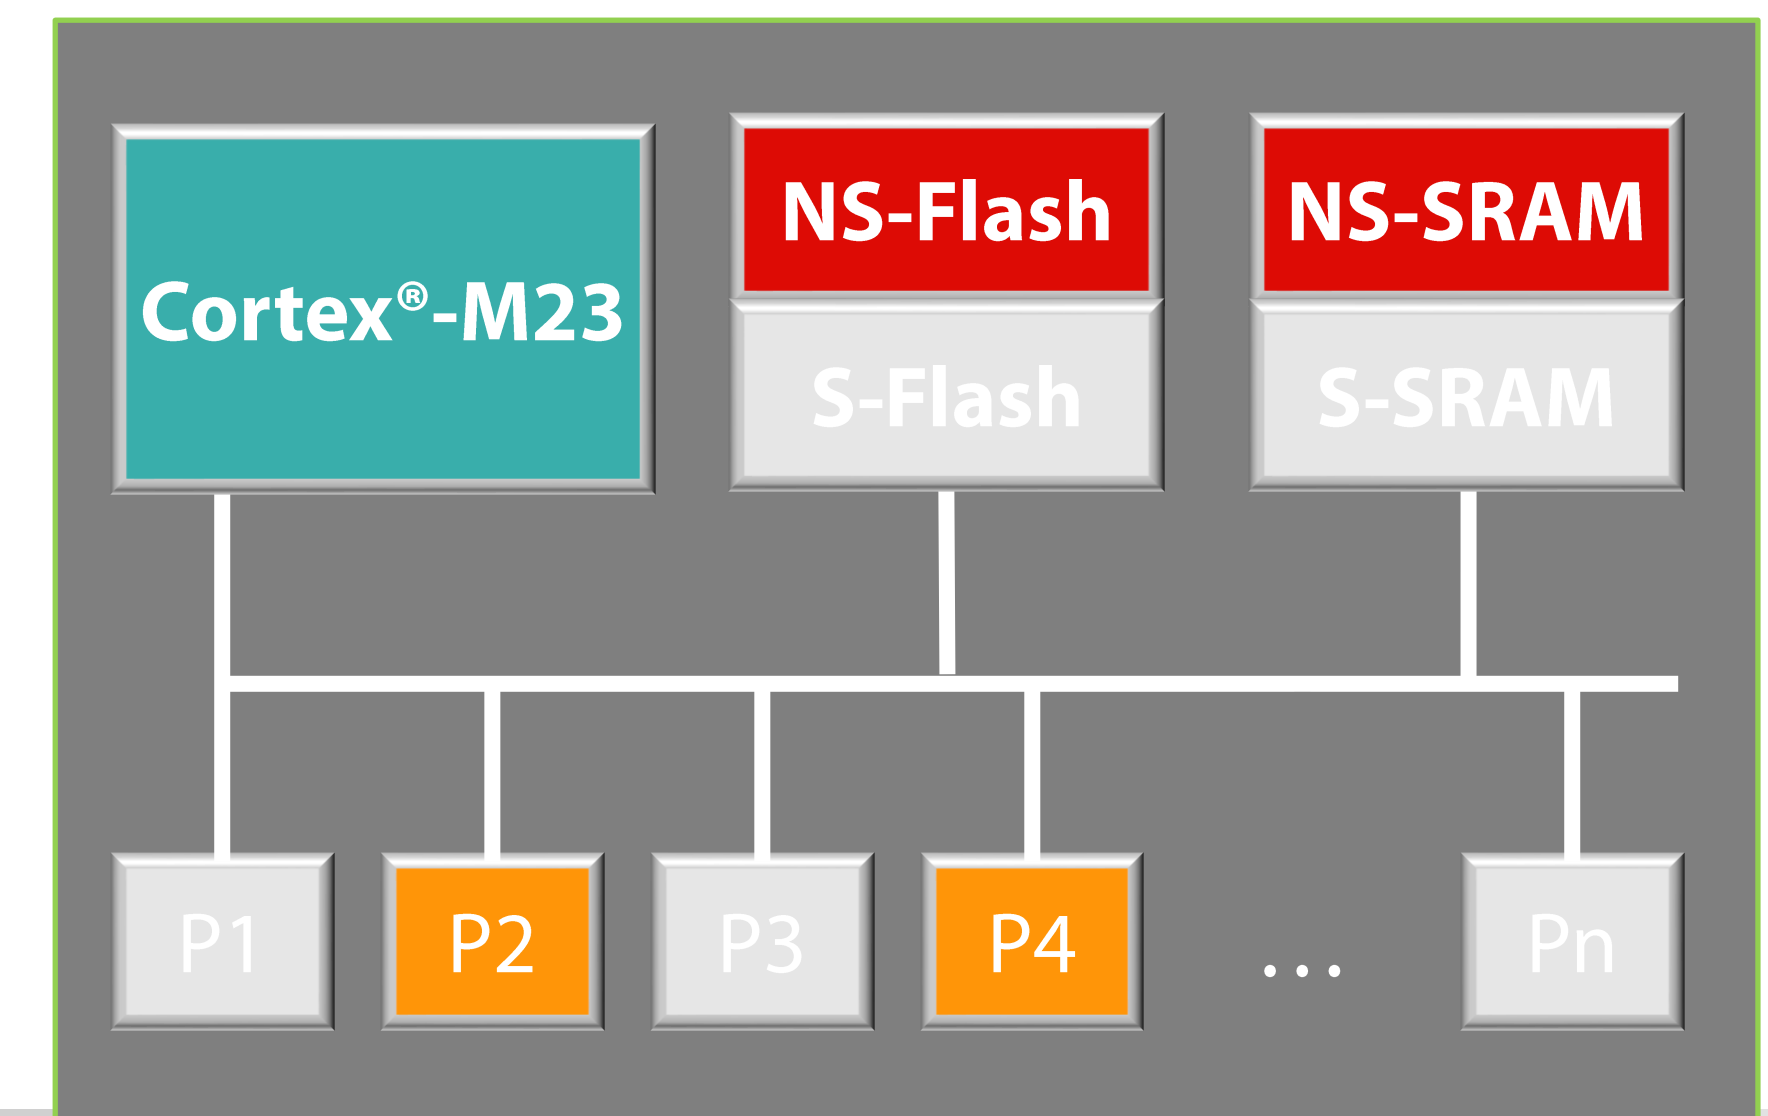 Cortex®-M23
NS-Flash
S-Flash
NS-SRAM
S-SRAM
P1
P2
P3
P4
...
Pn